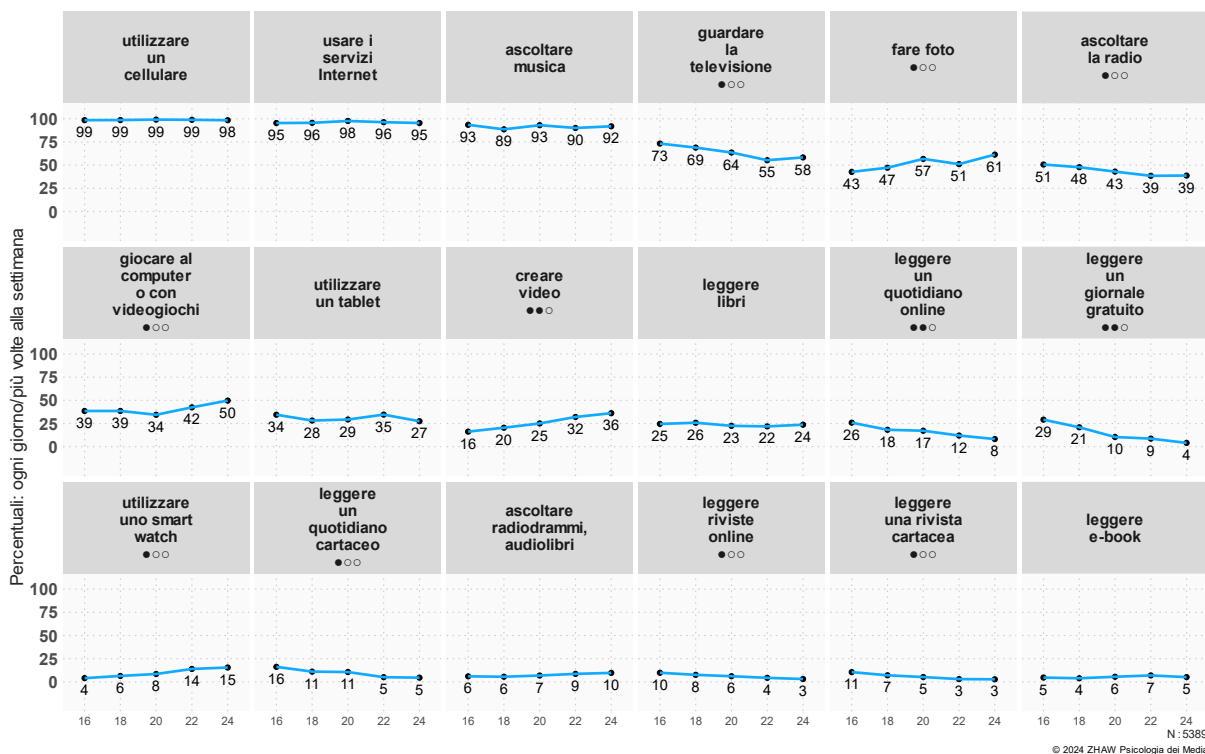 utilizzare
un
cellulare
usare i
servizi
Internet
ascoltare
musica
guardare
la
televisione
●○○
fare foto
●○○
ascoltare
la radio
●○○
100
75
50
25
0
99 99 99 99 98
95 96 98 96 95
93 89 93 90 92
73 69 64 55 58
43 47 57 51 61
51 48 43 39 39
Percentuali: ogni giorno/più volte alla settimana
giocare al
computer
o con
videogiochi
●○○
utilizzare
un tablet
creare
video
●●○
leggere
libri
leggere
un
quotidiano
online
●●○
leggere
un
giornale
gratuito
●●○
100
75
50
25
0
39 39 34 42 50
34 28 29 35 27
16 20 25 32 36
25 26 23 22 24
26 18 17 12 8
29 21 10 9 4
utilizzare
uno smart
watch
●○○
leggere
un
quotidiano
cartaceo
●○○
ascoltare
radiodrammi,
audiolibri
leggere
riviste
online
●○○
leggere
una rivista
cartacea
●○○
leggere
e-book
100
75
50
25
0
4 6 8 14 15
16 11 11 5 5
6 6 7 9 10
10 8 6 4 3
11 7 5 3 3
5 4 6 7 5
16 18 20 22 24
16 18 20 22 24
16 18 20 22 24
16 18 20 22 24
16 18 20 22 24
16 18 20 22 24
N : 5389
© 2024 ZHAW Psicologia dei Media